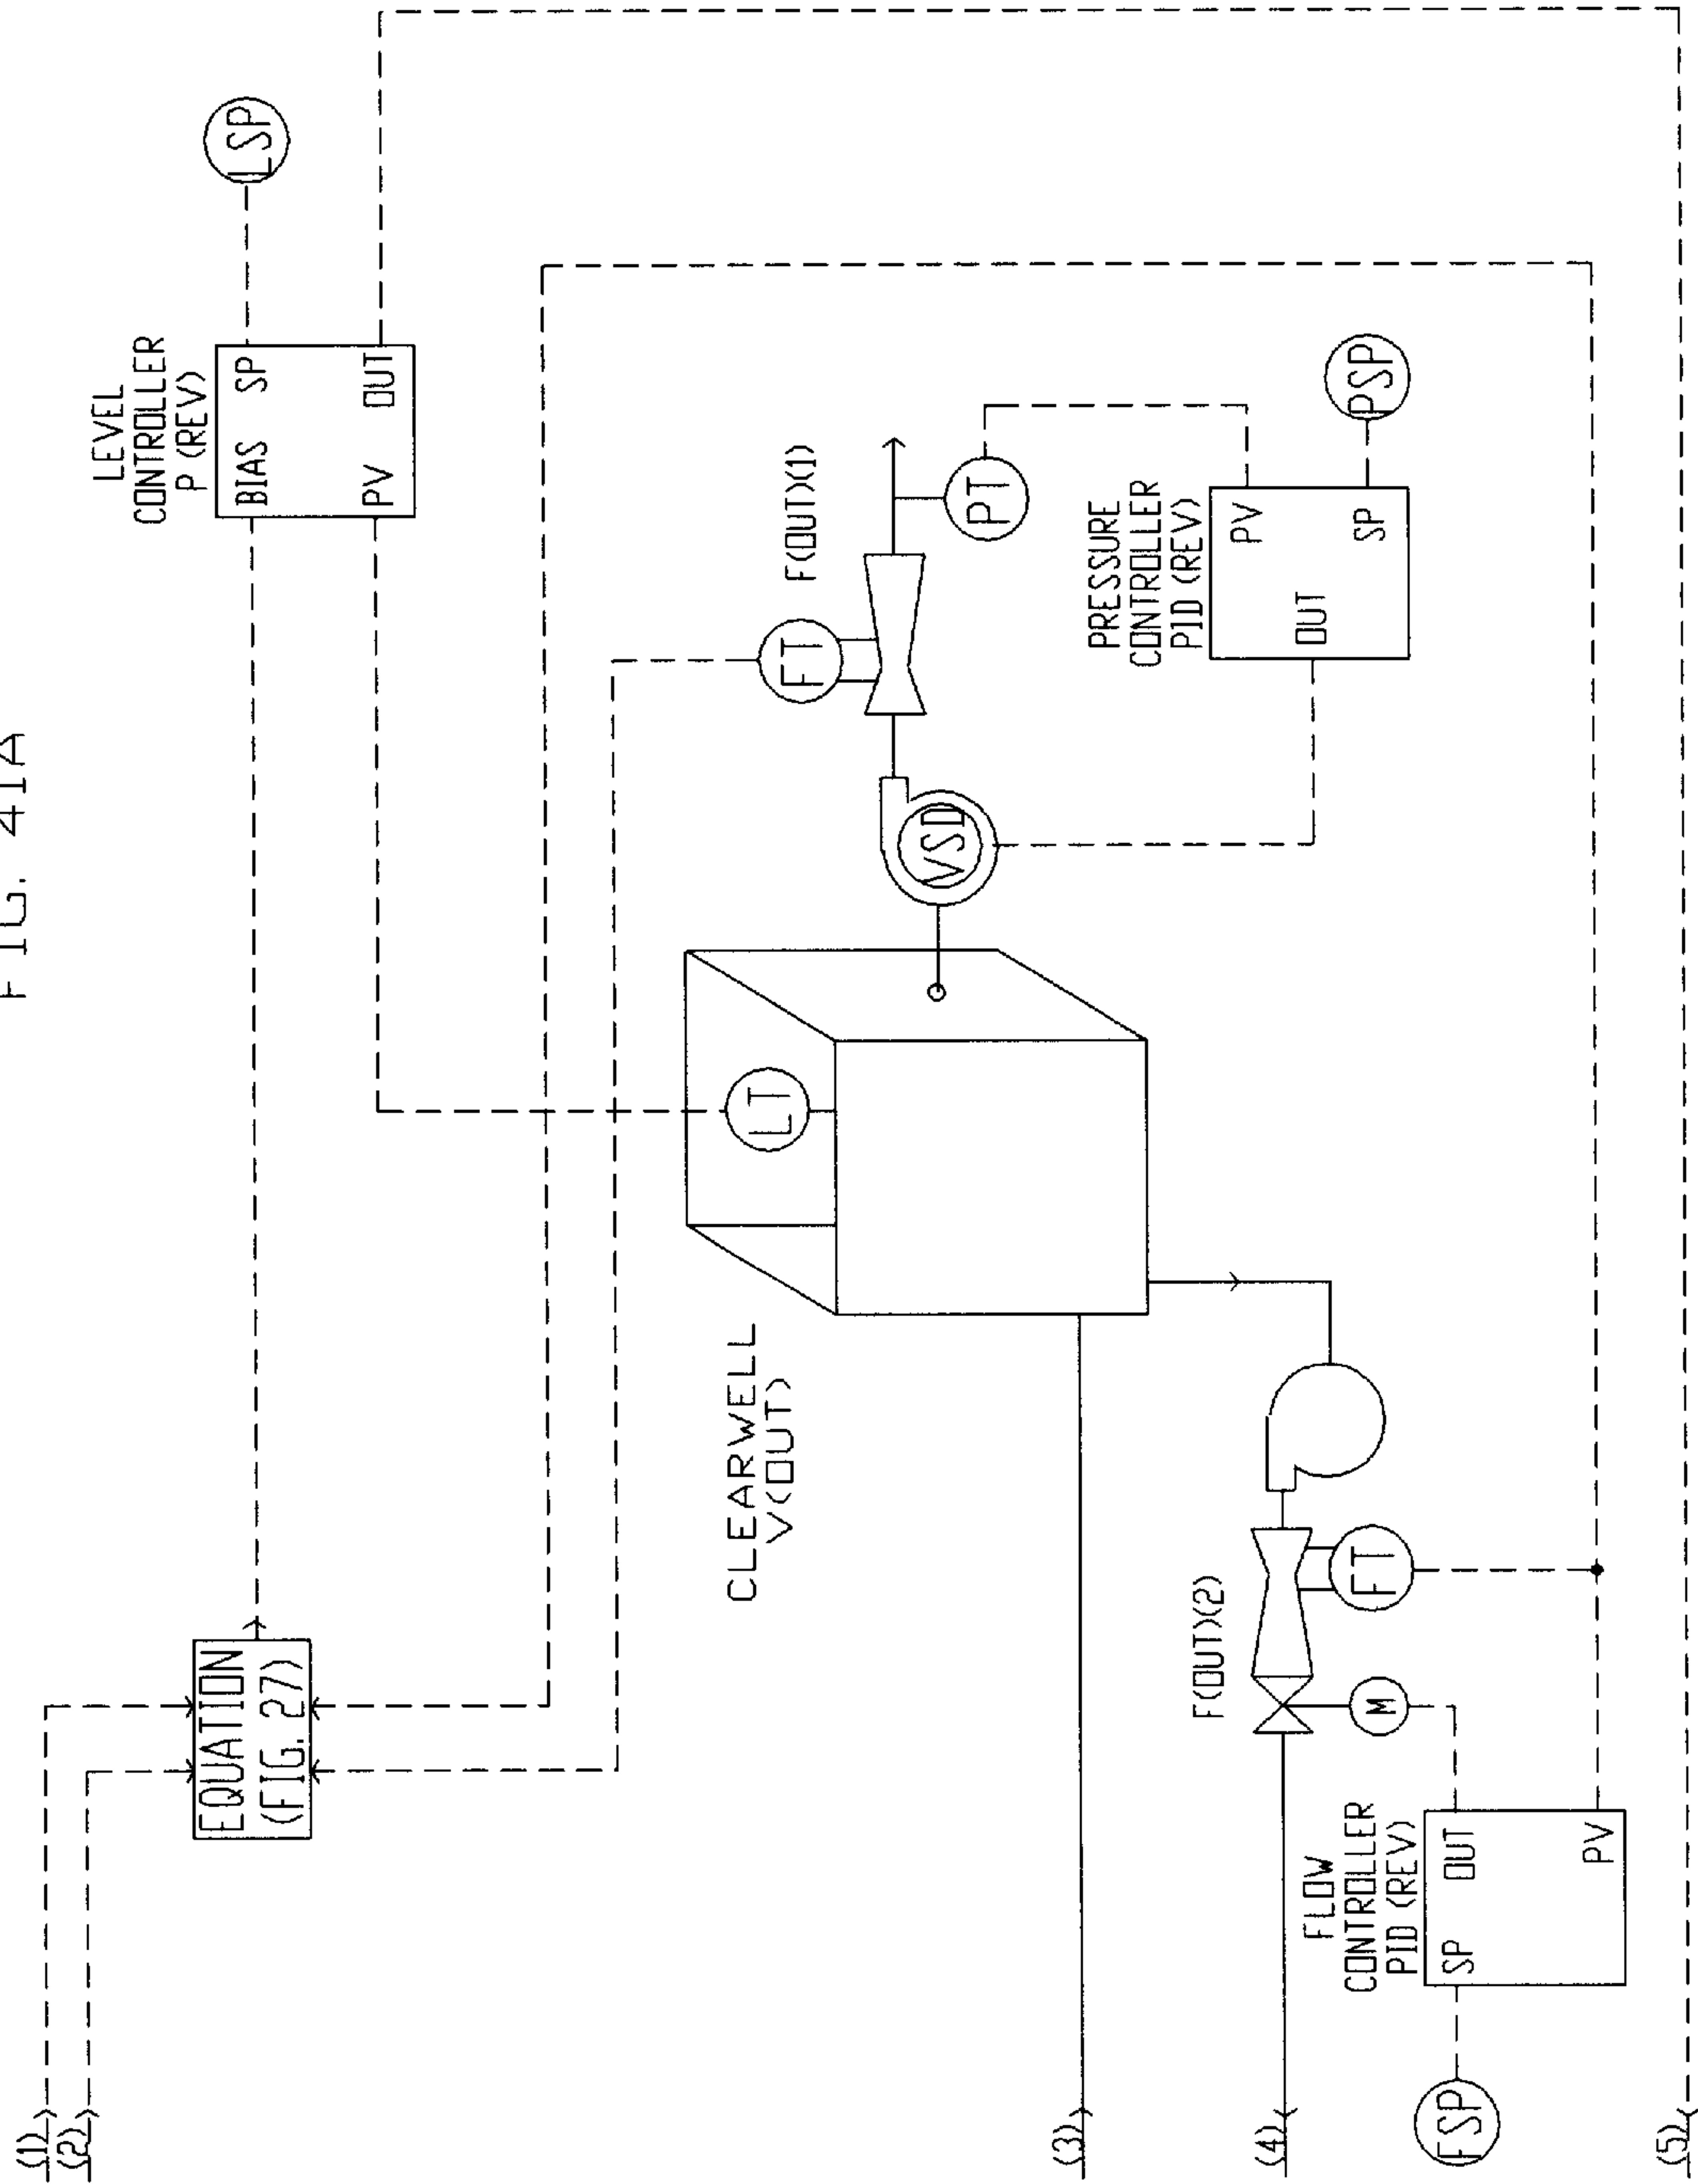 FIG. 41A
(1)
(2)
EQUATION
(FIG. 27)
LEVEL
CONTROLLER
P (REV)
BIAS SP
PV OUT
LSP
CLEARWELL
V(OUT)
LT
FT
F(OUT)(1)
VSD
PT
PRESSURE
CONTROLLER
PID (REV)
PV
OUT
SP
PSP
(3)
F(OUT)(2)
(4)
M
FT
FLOW
CONTROLLER
PID (REV)
SP OUT
PV
FSP
(5)